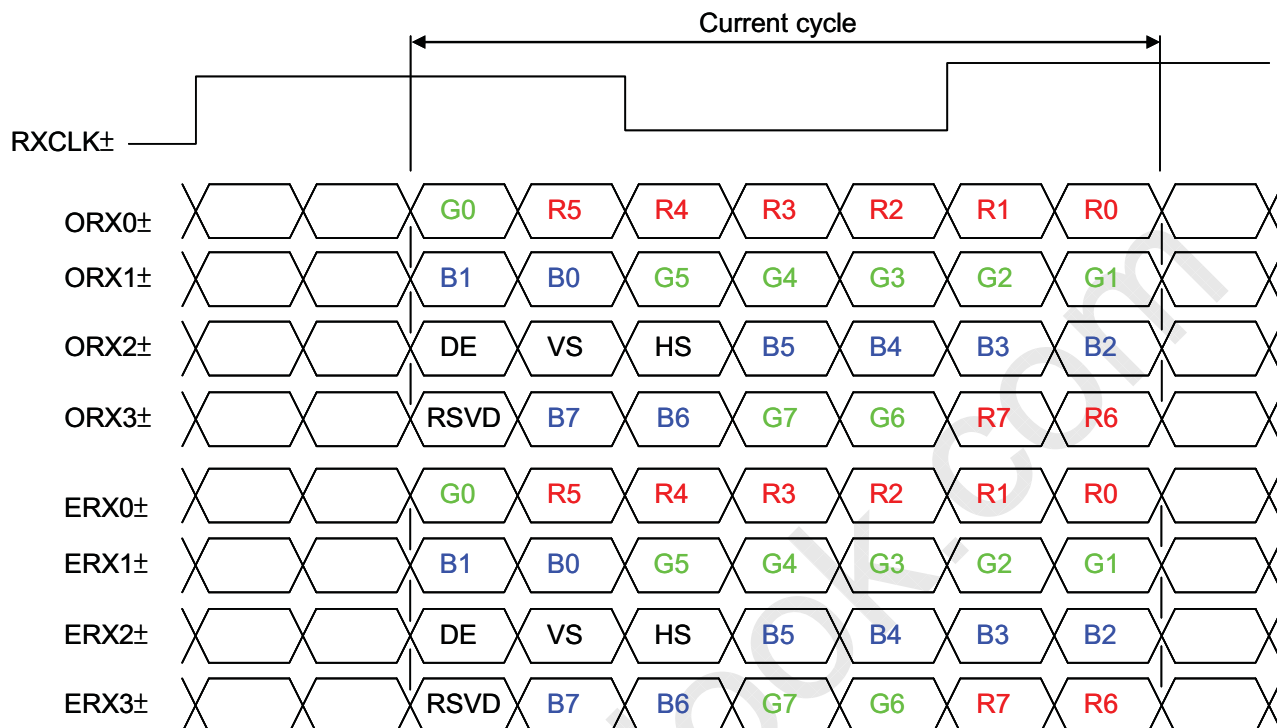 Current cycle
RXCLK±
ORX0± G0 R5 R4 R3 R2 R1 R0
ORX1± B1 B0 G5 G4 G3 G2 G1
ORX2± DE VS HS B5 B4 B3 B2
ORX3± RSVD B7 B6 G7 G6 R7 R6
ERX0± G0 R5 R4 R3 R2 R1 R0
ERX1± B1 B0 G5 G4 G3 G2 G1
ERX2± DE VS HS B5 B4 B3 B2
ERX3± RSVD B7 B6 G7 G6 R7 R6
ook.com